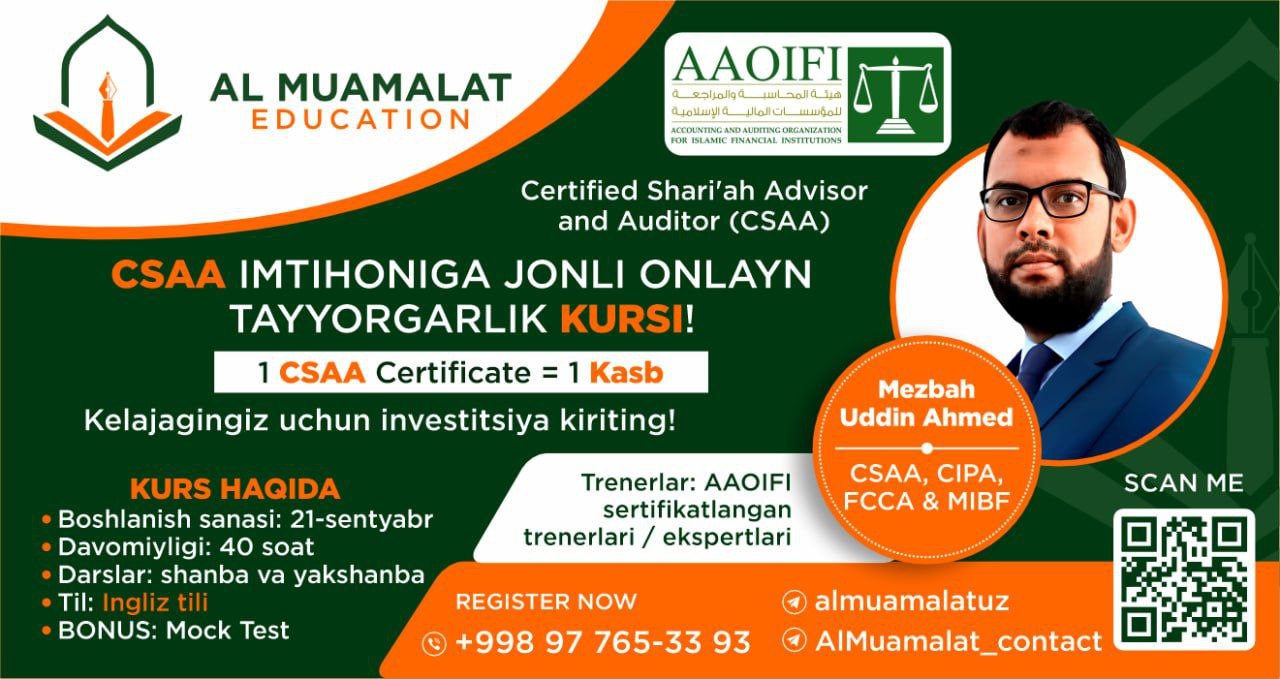 AL MUAMALAT
EDUCATION
AAOIFI
هيئة المحاسبة والمراجعة
للمؤسسات المالية الإسلامية
ACCOUNTING AND AUDITING ORGANIZATION
FOR ISLAMIC FINANCIAL INSTITUTIONS
Certified Shari'ah Advisor
and Auditor (CSAA)
CSAA IMTIHONIGA JONLI ONLAYN
TAYYORGARLIK KURSI!
1 CSAA Certificate = 1 Kasb
Kelajagingiz uchun investitsiya kiriting!
Mezbah
Uddin Ahmed
CSAA, CIPA,
FCCA & MIBF
KURS HAQIDA
• Boshlanish sanasi: 21-sentyabr
• Davomiyligi: 40 soat
• Darslar: shanba va yakshanba
• Til: Ingliz tili
• BONUS: Mock Test
Trenerlar: AAOIFI
sertifikatlangan
trenerlari / ekspertlari
SCAN ME
REGISTER NOW
+998 97 765-33 93
almuamalatuz
AlMuamalat_contact